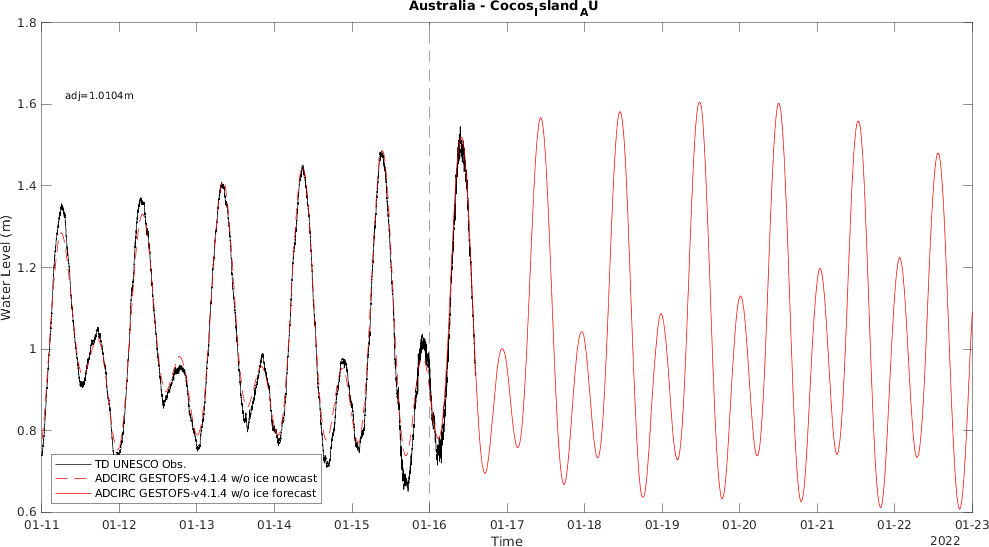 Australia - Cocos_Island_AU
1.8
1.6
1.4
1.2
1
0.8
0.6
Water Level (m)
adj=1.0104m
TD UNESCO Obs.
ADCIRC GESTOFS-v4.1.4 w/o ice nowcast
ADCIRC GESTOFS-v4.1.4 w/o ice forecast
01-11 01-12 01-13 01-14 01-15 01-16 01-17 01-18 01-19 01-20 01-21 01-22 01-23
Time
2022